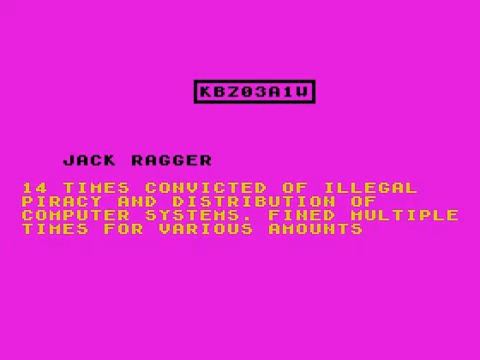 KBZ03A1W
JACK RAGGER
14 TIMES CONVICTED OF ILLEGAL
PIRACY AND DISTRIBUTION OF
COMPUTER SYSTEMS. FINED MULTIPLE
TIMES FOR VARIOUS AMOUNTS